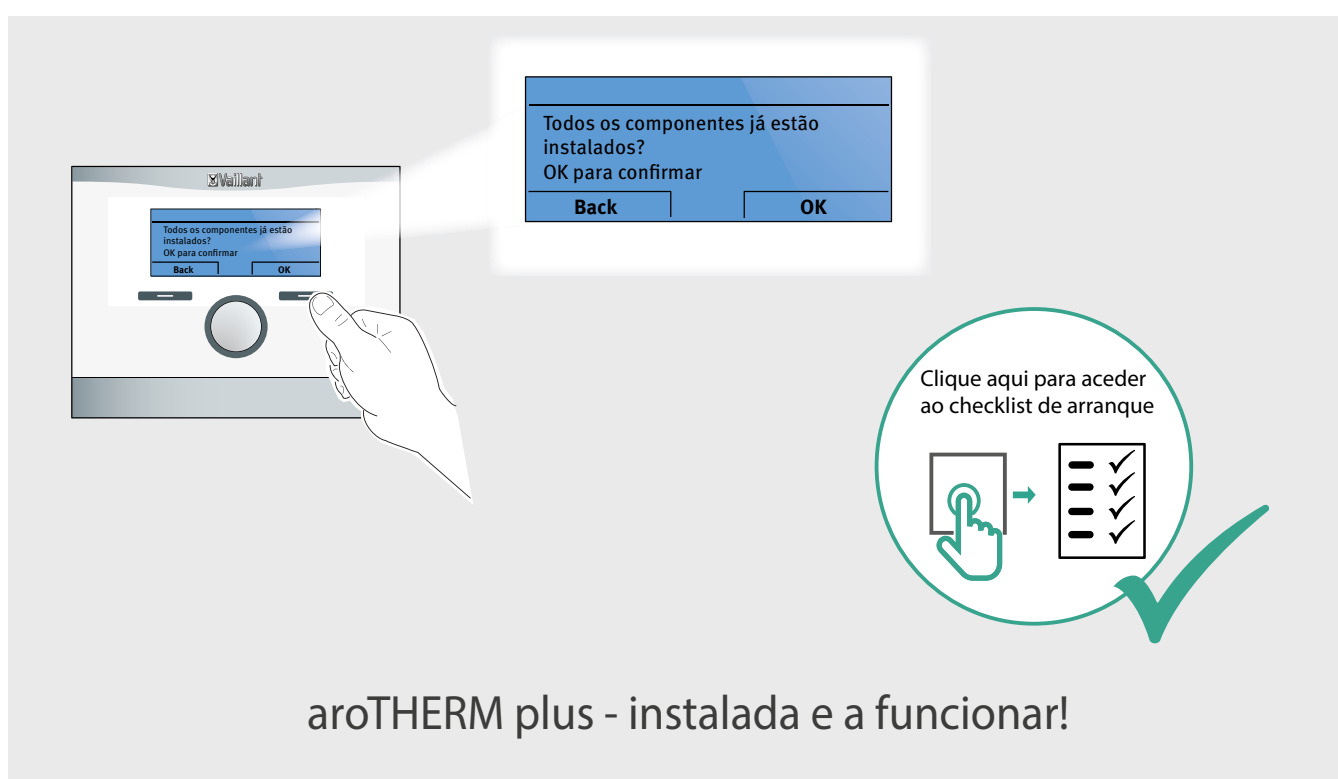 Todos os componentes já estão
instalados?
OK para confirmar
Back OK
Vaillant
Todos os componentes já estão
instalados?
OK para confirmar
Back OK
Clique aqui para aceder
ao checklist de arranque
aroTHERM plus - instalada e a funcionar!